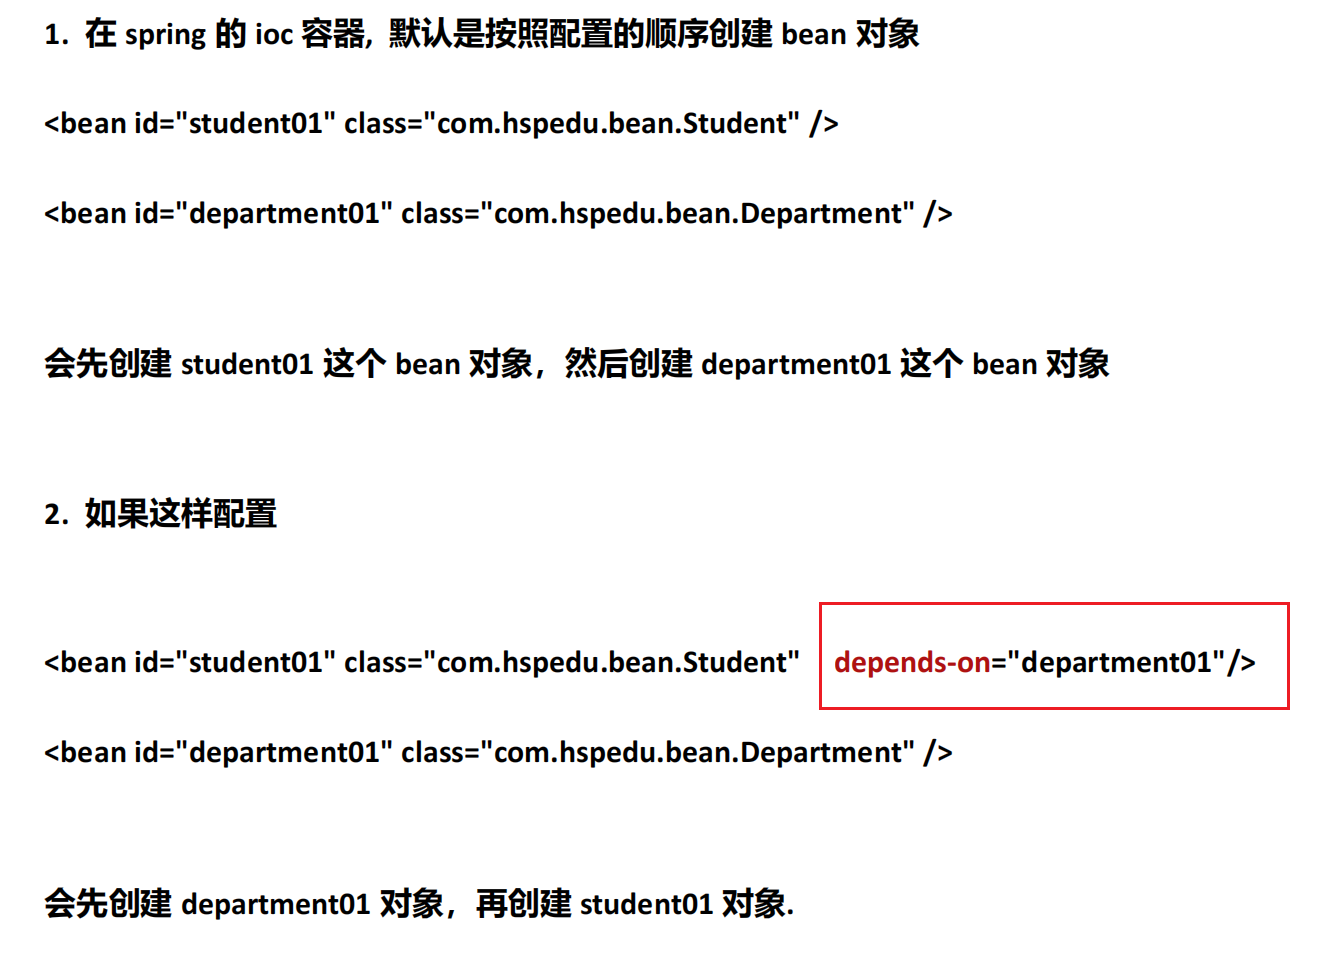 1. 在 spring 的 ioc 容器, 默认是按照配置的顺序创建 bean 对象
<bean id="student01" class="com.hspedu.bean.Student" />
<bean id="department01" class="com.hspedu.bean.Department" />
会先创建 student01 这个 bean 对象，然后创建 department01 这个 bean 对象
2. 如果这样配置
<bean id="student01" class="com.hspedu.bean.Student" depends-on="department01"/>
<bean id="department01" class="com.hspedu.bean.Department" />
会先创建 department01 对象，再创建 student01 对象.